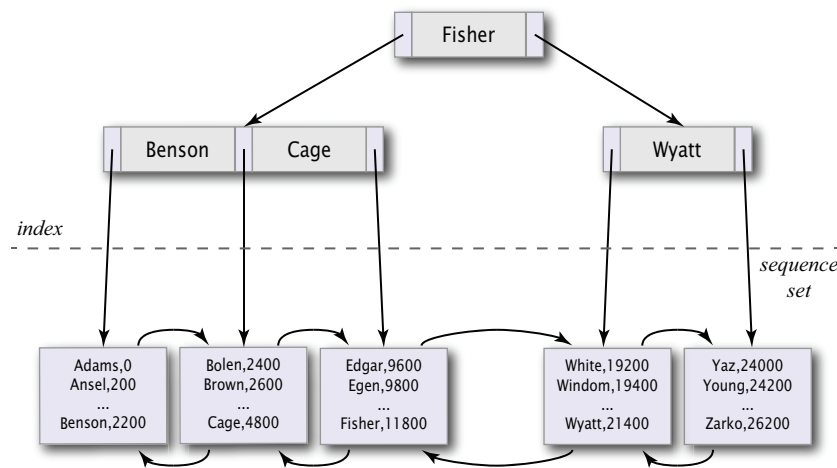 Fisher
Benson
Cage
Wyatt
index
sequence
set
Adams,0
Ansel,200
...
Benson,2200
Bolen,2400
Brown,2600
...
Cage,4800
Edgar,9600
Egen,9800
...
Fisher,11800
White,19200
Windom,19400
...
Wyatt,21400
Yaz,24000
Young,24200
...
Zarko,26200